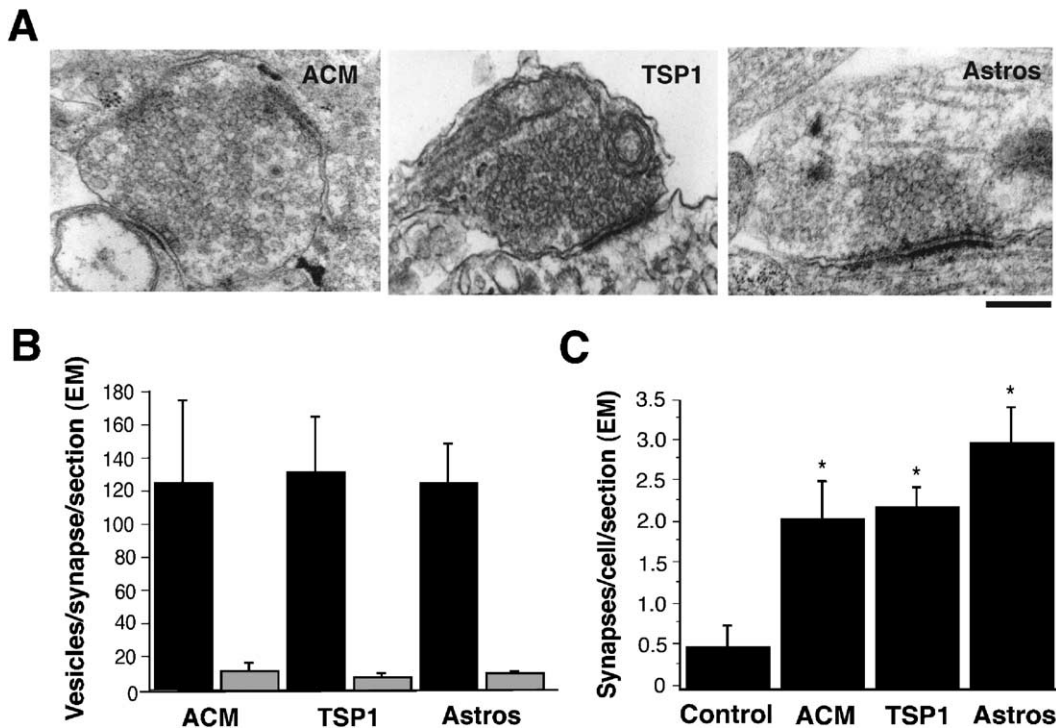 A
ACM
TSP1
Astros
B
Vesicles/synapse/section (EM)
180
160
140
120
100
80
60
40
20
0
ACM TSP1 Astros
C
Synapses/cell/section (EM)
3.5
3.0
2.5
2.0
1.5
1.0
0.5
0
* * *
Control ACM TSP1 Astros